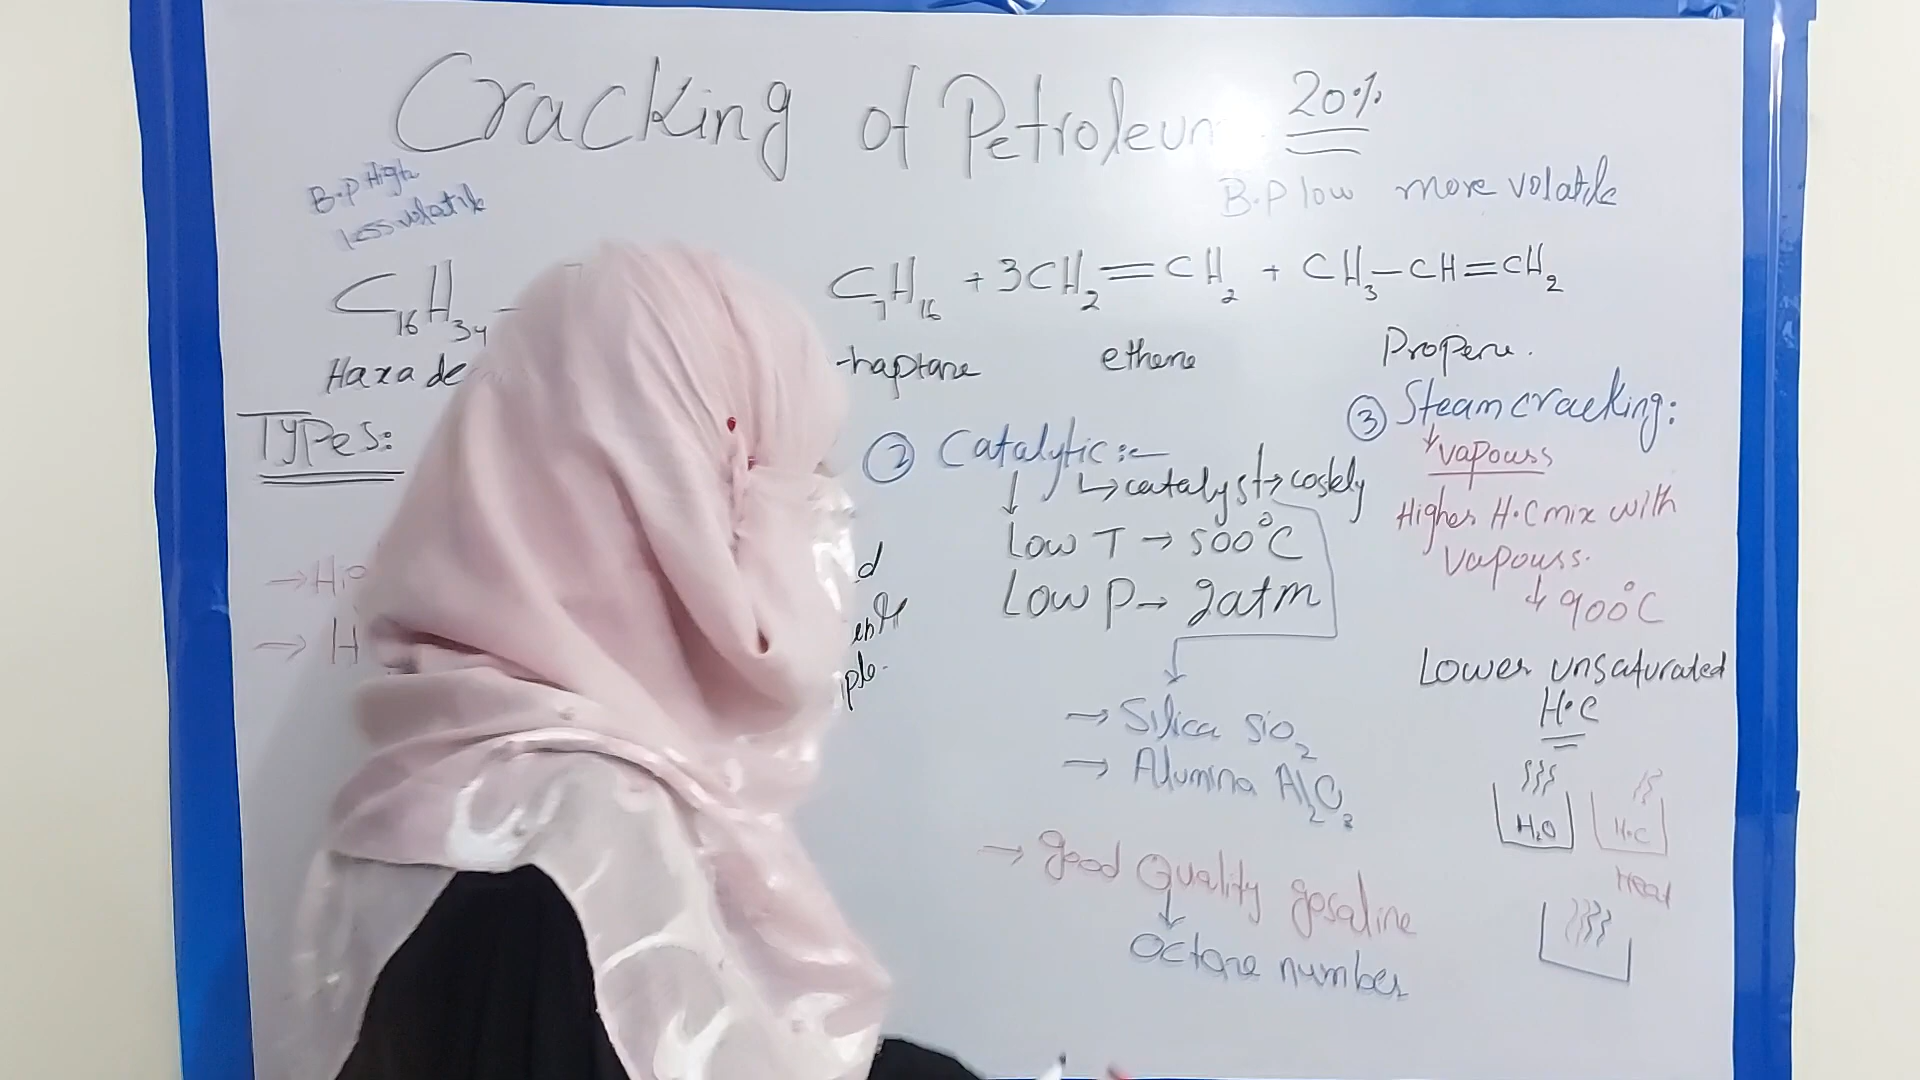 Cracking of Petroleum 20%
B.P High
less volatile
B.P low more volatile
C16H34
C7H16 + 3CH2=CH2 + CH3-CH=CH2
Haxade
-haptane ethene Propene.
Types:
② Catalytic:-
↳ catalyst → costly
Low T → 500°C
Low P → 2atm
→ Silica SiO2
→ Alumina Al2O3
→ good Quality gasoline
↓
Octane number
③ Steam cracking:
↓ vapouss
Higher H.C mix with
vapouss.
↓ 900°C
Lower unsaturated
H.C
H2O H.C
Heat